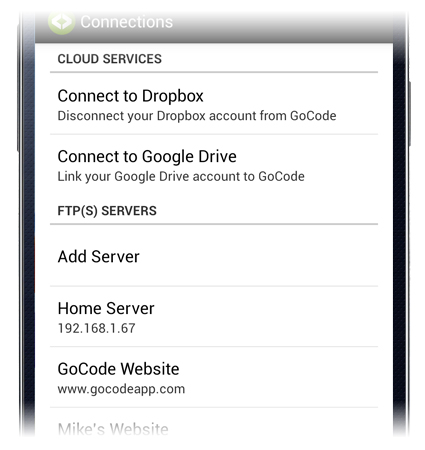 Connections
CLOUD SERVICES
Connect to Dropbox
Disconnect your Dropbox account from GoCode
Connect to Google Drive
Link your Google Drive account to GoCode
FTP(S) SERVERS
Add Server
Home Server
192.168.1.67
GoCode Website
www.gocodeapp.com
Mike's Website